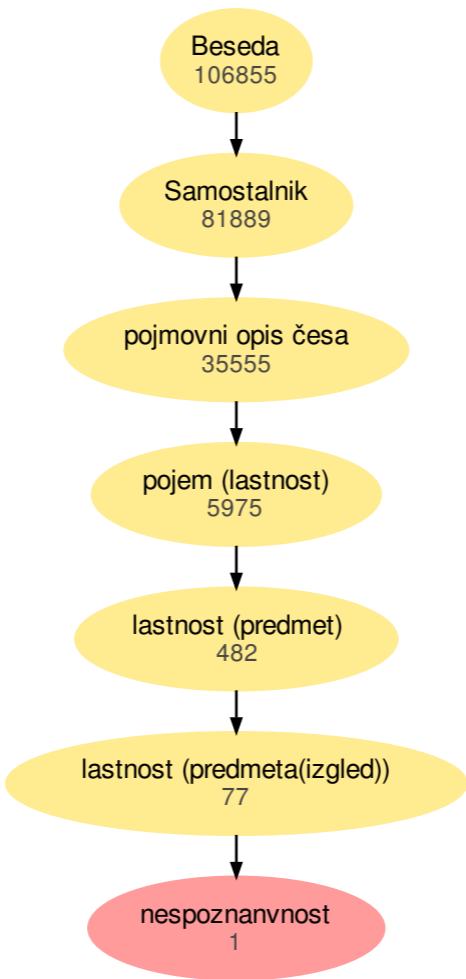 Beseda
106855
Samostalnik
81889
pojmovni opis česa
35555
pojem (lastnost)
5975
lastnost (predmet)
482
lastnost (predmeta(izgled))
77
nespoznanvnost
1